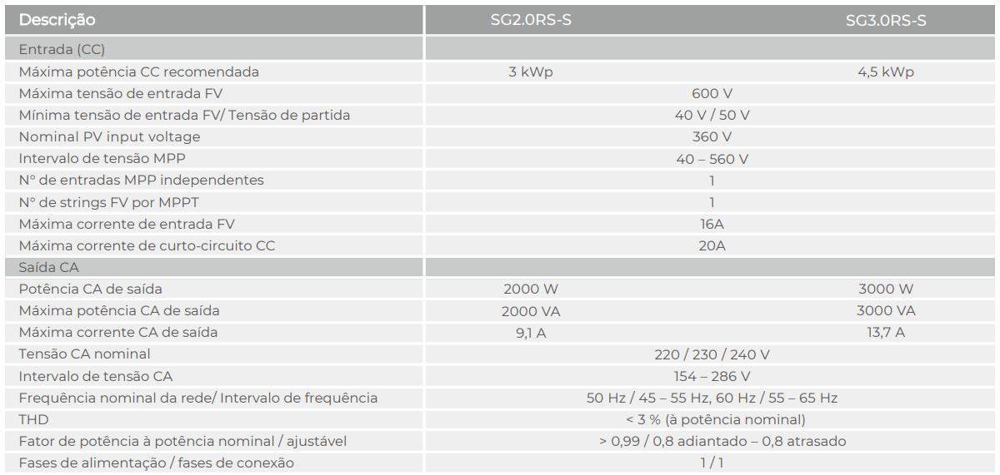 Descrição SG2.0RS-S SG3.0RS-S
Entrada (CC)
Máxima potência CC recomendada 3 kWp 4,5 kWp
Máxima tensão de entrada FV 600 V
Mínima tensão de entrada FV/ Tensão de partida 40 V / 50 V
Nominal PV input voltage 360 V
Intervalo de tensão MPP 40 – 560 V
N° de entradas MPP independentes 1
N° de strings FV por MPPT 1
Máxima corrente de entrada FV 16A
Máxima corrente de curto-circuito CC 20A
Saída CA
Potência CA de saída 2000 W 3000 W
Máxima potência CA de saída 2000 VA 3000 VA
Máxima corrente CA de saída 9,1 A 13,7 A
Tensão CA nominal 220 / 230 / 240 V
Intervalo de tensão CA 154 – 286 V
Frequência nominal da rede/ Intervalo de frequência 50 Hz / 45 – 55 Hz, 60 Hz / 55 – 65 Hz
THD < 3 % (à potência nominal)
Fator de potência à potência nominal / ajustável > 0,99 / 0,8 adiantado – 0,8 atrasado
Fases de alimentação / fases de conexão 1 / 1